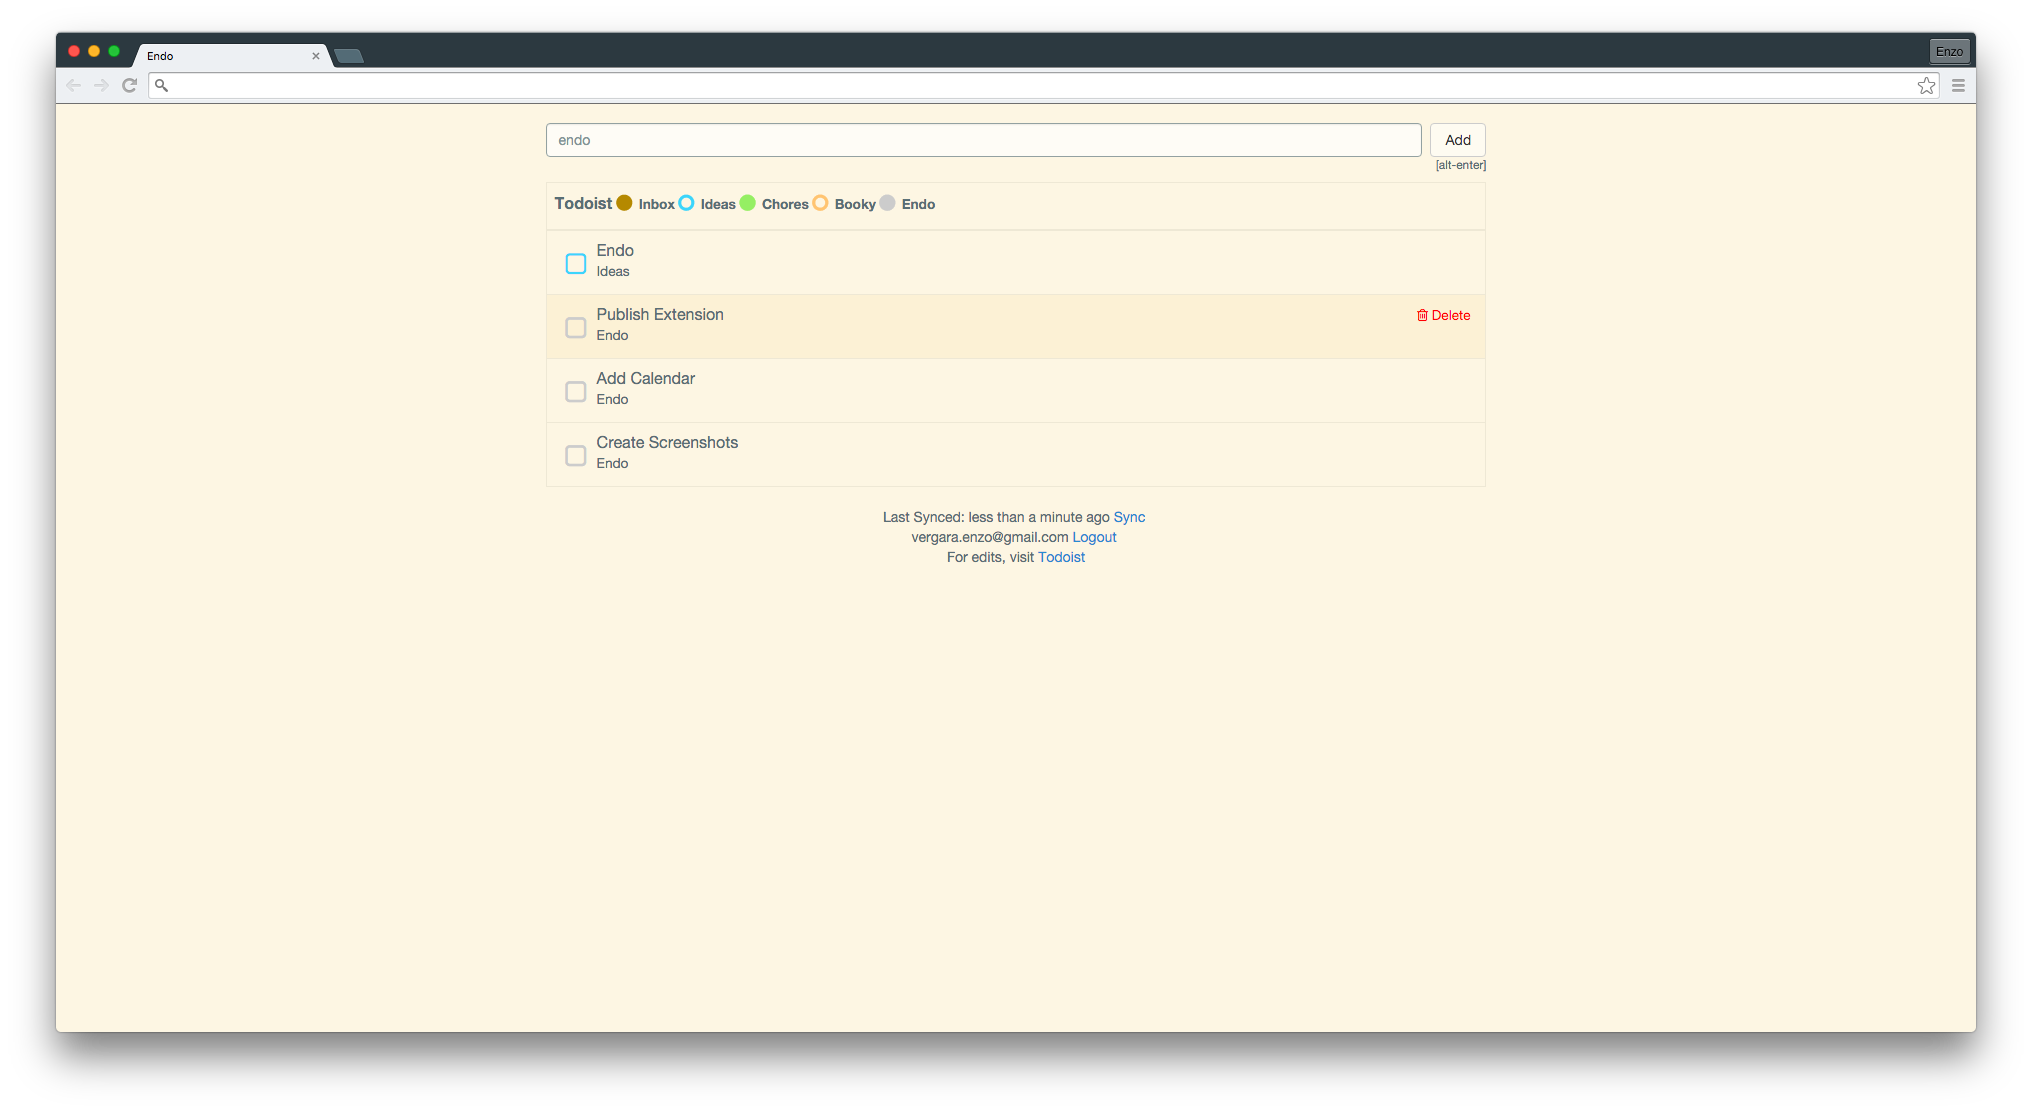 Endo
Enzo
endo
Add
[alt-enter]
Todoist Inbox Ideas Chores Booky Endo
Endo
Ideas
Publish Extension
Delete
Endo
Add Calendar
Endo
Create Screenshots
Endo
Last Synced: less than a minute ago Sync
vergara.enzo@gmail.com Logout
For edits, visit Todoist